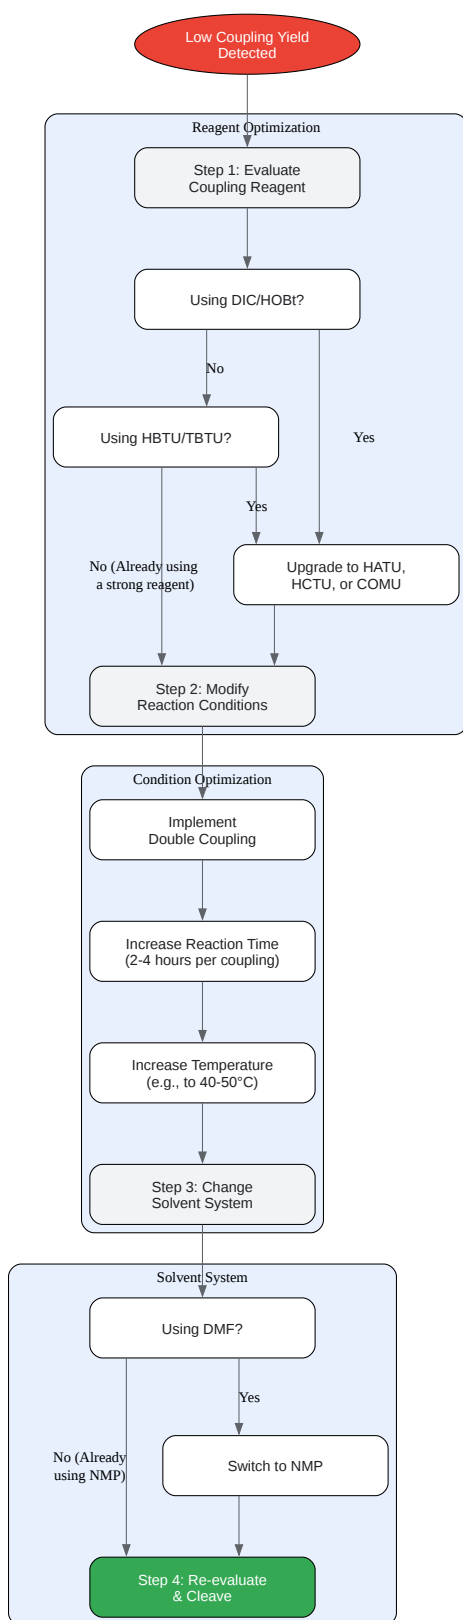 Low Coupling Yield
Detected
Reagent Optimization
Step 1: Evaluate
Coupling Reagent
Using DIC/HOBt?
No
Using HBTU/TBTU?
Yes
Yes
No (Already using
a strong reagent)
Upgrade to HATU,
HCTU, or COMU
Step 2: Modify
Reaction Conditions
Condition Optimization
Implement
Double Coupling
Increase Reaction Time
(2-4 hours per coupling)
Increase Temperature
(e.g., to 40-50°C)
Step 3: Change
Solvent System
Solvent System
Using DMF?
Yes
No (Already
using NMP)
Switch to NMP
Step 4: Re-evaluate
& Cleave